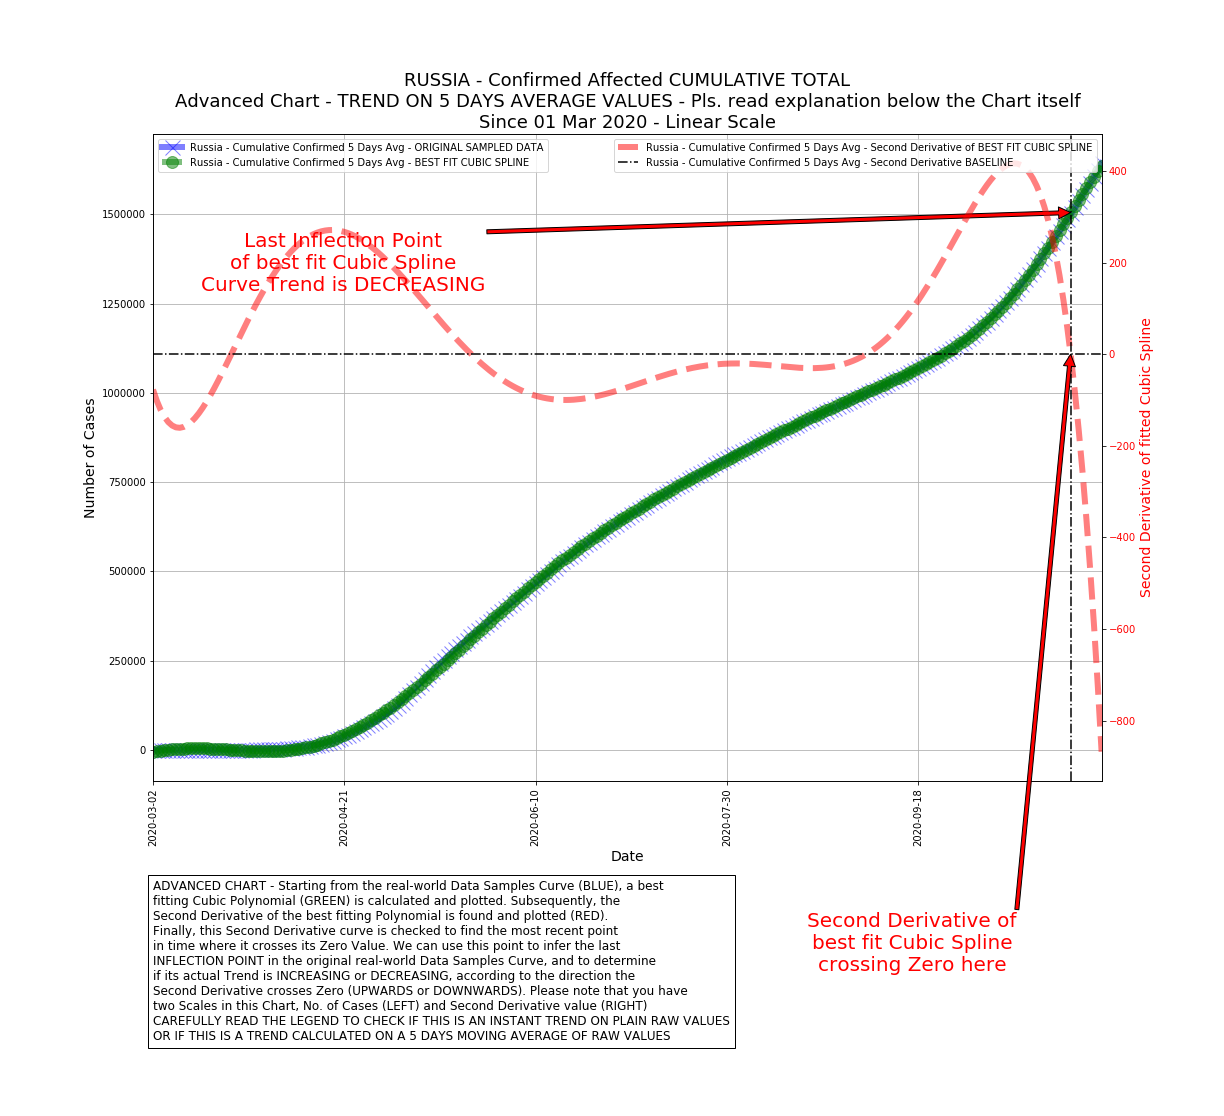 RUSSIA - Confirmed Affected CUMULATIVE TOTAL
Advanced Chart - TREND ON 5 DAYS AVERAGE VALUES - Pls. read explanation below the Chart itself
Since 01 Mar 2020 - Linear Scale
Russia - Cumulative Confirmed 5 Days Avg - ORIGINAL SAMPLED DATA
Russia - Cumulative Confirmed 5 Days Avg - BEST FIT CUBIC SPLINE
Russia - Cumulative Confirmed 5 Days Avg - Second Derivative of BEST FIT CUBIC SPLINE
Russia - Cumulative Confirmed 5 Days Avg - Second Derivative BASELINE
Last Inflection Point
of best fit Cubic Spline
Curve Trend is DECREASING
Number of Cases
1500000
1250000
1000000
750000
500000
250000
0
400
200
0
−200
−400
−600
−800
Second Derivative of fitted Cubic Spline
2020-03-02
2020-04-21
2020-06-10
2020-07-30
2020-09-18
Date
ADVANCED CHART - Starting from the real-world Data Samples Curve (BLUE), a best
fitting Cubic Polynomial (GREEN) is calculated and plotted. Subsequently, the
Second Derivative of the best fitting Polynomial is found and plotted (RED).
Finally, this Second Derivative curve is checked to find the most recent point
in time where it crosses its Zero Value. We can use this point to infer the last
INFLECTION POINT in the original real-world Data Samples Curve, and to determine
if its actual Trend is INCREASING or DECREASING, according to the direction the
Second Derivative crosses Zero (UPWARDS or DOWNWARDS). Please note that you have
two Scales in this Chart, No. of Cases (LEFT) and Second Derivative value (RIGHT)
CAREFULLY READ THE LEGEND TO CHECK IF THIS IS AN INSTANT TREND ON PLAIN RAW VALUES
OR IF THIS IS A TREND CALCULATED ON A 5 DAYS MOVING AVERAGE OF RAW VALUES
Second Derivative of
best fit Cubic Spline
crossing Zero here